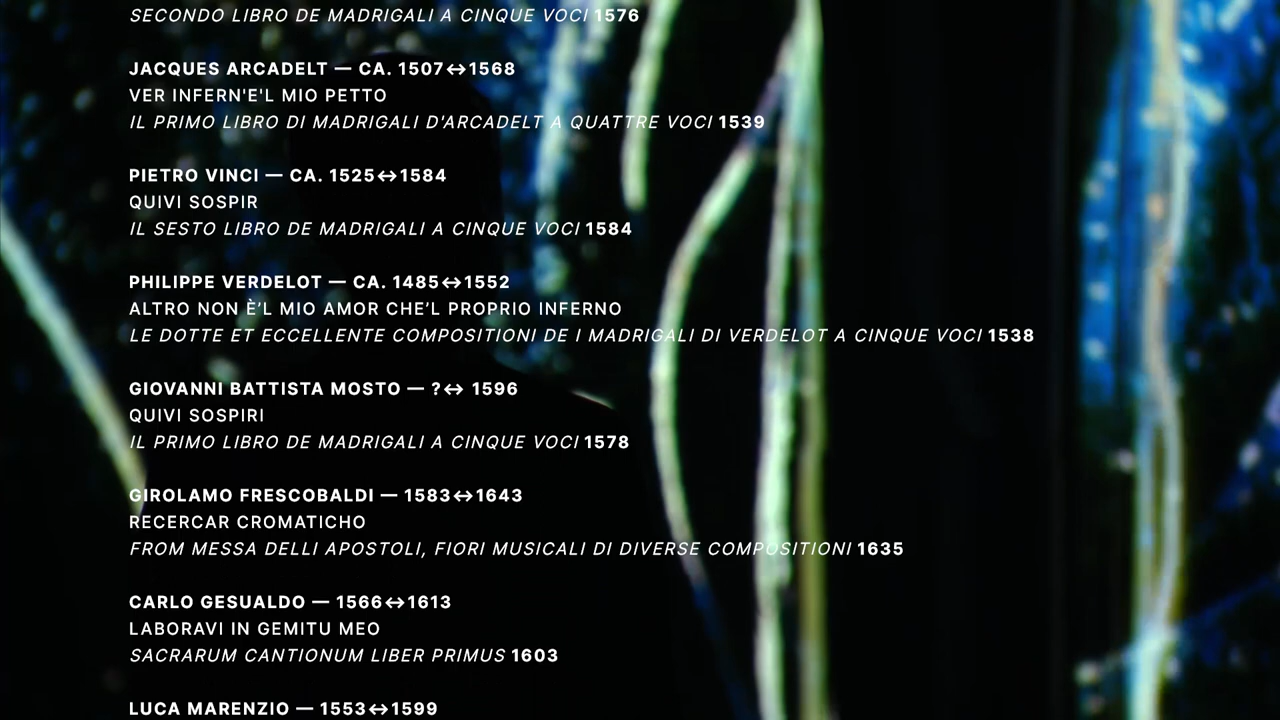 SECONDO LIBRO DE MADRIGALI A CINQUE VOCI 1576
JACQUES ARCADELT — CA. 1507↔1568
VER INFERN'E'L MIO PETTO
IL PRIMO LIBRO DI MADRIGALI D'ARCADELT A QUATTRE VOCI 1539
PIETRO VINCI — CA. 1525↔1584
QUIVI SOSPIR
IL SESTO LIBRO DE MADRIGALI A CINQUE VOCI 1584
PHILIPPE VERDELOT — CA. 1485↔1552
ALTRO NON È’L MIO AMOR CHE’L PROPRIO INFERNO
LE DOTTE ET ECCELLENTE COMPOSITIONI DE I MADRIGALI DI VERDELOT A CINQUE VOCI 1538
GIOVANNI BATTISTA MOSTO — ?↔ 1596
QUIVI SOSPIRI
IL PRIMO LIBRO DE MADRIGALI A CINQUE VOCI 1578
GIROLAMO FRESCOBALDI — 1583↔1643
RECERCAR CROMATICHO
FROM MESSA DELLI APOSTOLI, FIORI MUSICALI DI DIVERSE COMPOSITIONI 1635
CARLO GESUALDO — 1566↔1613
LABORAVI IN GEMITU MEO
SACRARUM CANTIONUM LIBER PRIMUS 1603
LUCA MARENZIO — 1553↔1599